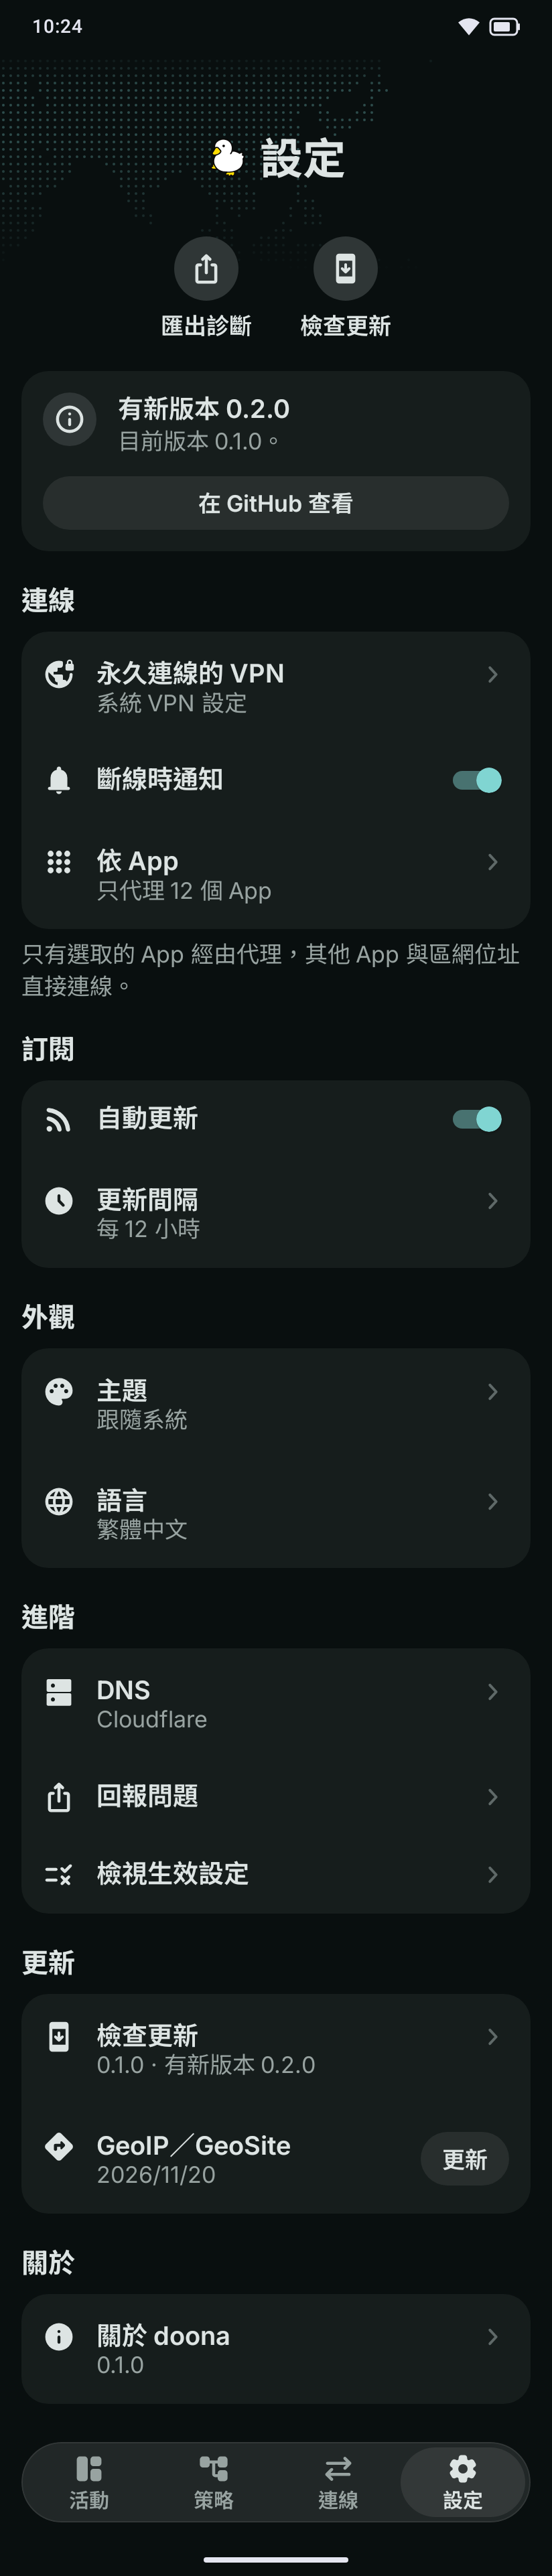 10:24
設定
匯出診斷
檢查更新
有新版本 0.2.0
目前版本 0.1.0。
在 GitHub 查看
連線
永久連線的 VPN
系統 VPN 設定
斷線時通知
依 App
只代理 12 個 App
只有選取的 App 經由代理，其他 App 與區網位址
直接連線。
訂閱
自動更新
更新間隔
每 12 小時
外觀
主題
跟隨系統
語言
繁體中文
進階
DNS
Cloudflare
回報問題
檢視生效設定
更新
檢查更新
0.1.0 · 有新版本 0.2.0
GeoIP／GeoSite
2026/11/20
更新
關於
關於 doona
0.1.0
活動
策略
連線
設定